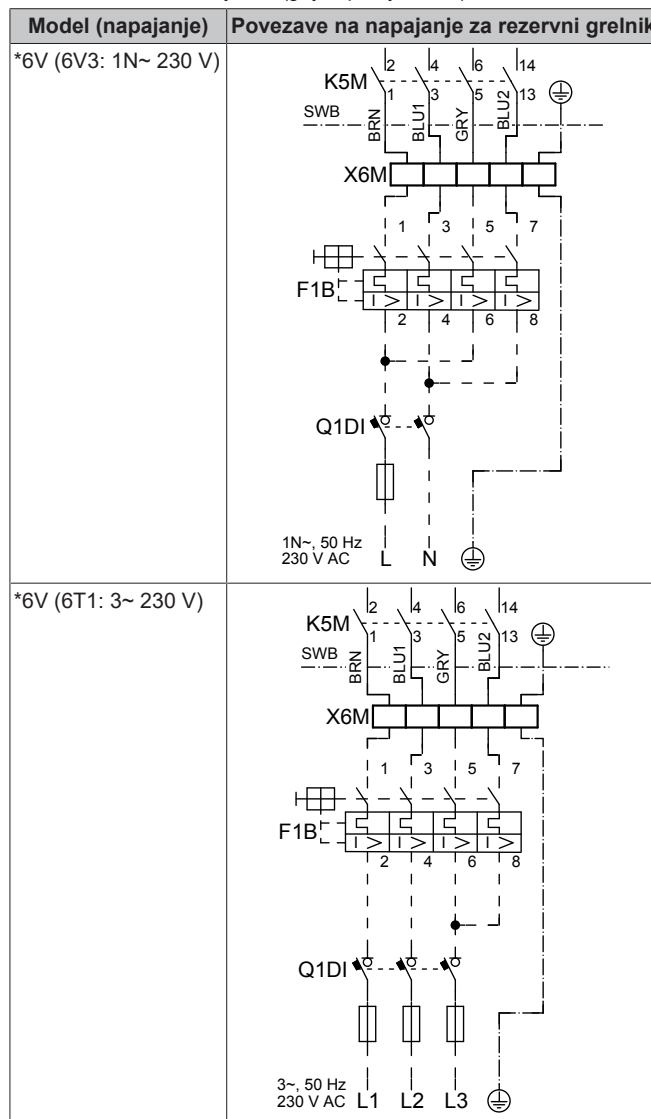 Model (napajanje) Povezave na napajanje za rezervni grelnik
*6V (6V3: 1N~ 230 V)
2 4 6 14
K5M
1 3 5 13
SWB
BRN BLU1 GRY BLU2
X6M
1 3 5 7
F1B
I > I > I > I >
2 4 6 8
Q1DI
1N~, 50 Hz
230 V AC L N
*6V (6T1: 3~ 230 V)
2 4 6 14
K5M
1 3 5 13
SWB
BRN BLU1 GRY BLU2
X6M
1 3 5 7
F1B
I > I > I > I >
2 4 6 8
Q1DI
3~, 50 Hz
230 V AC L1 L2 L3